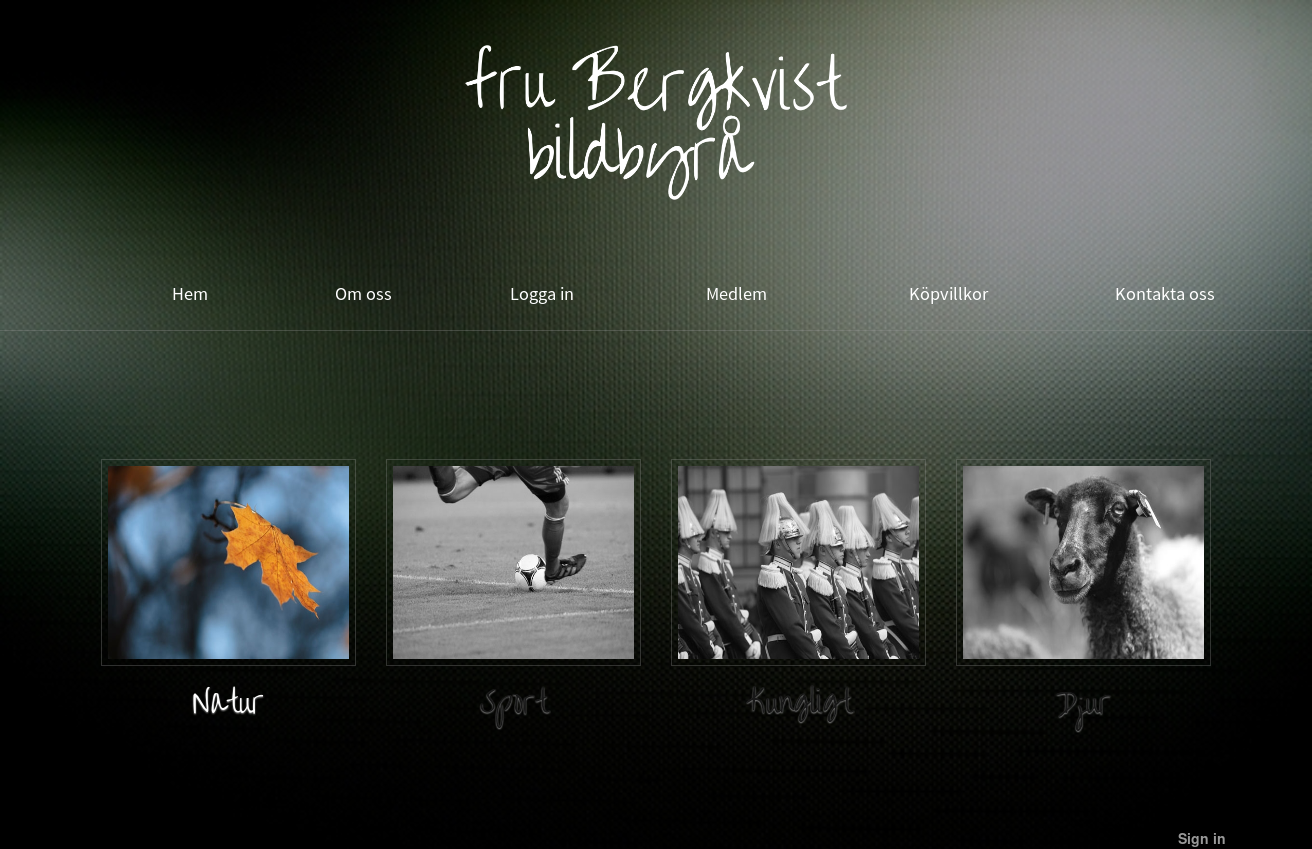 fru Bergkvist
bildbyrå
Hem Om oss Logga in Medlem Köpvillkor Kontakta oss
Natur Sport Kungligt Djur
Sign in